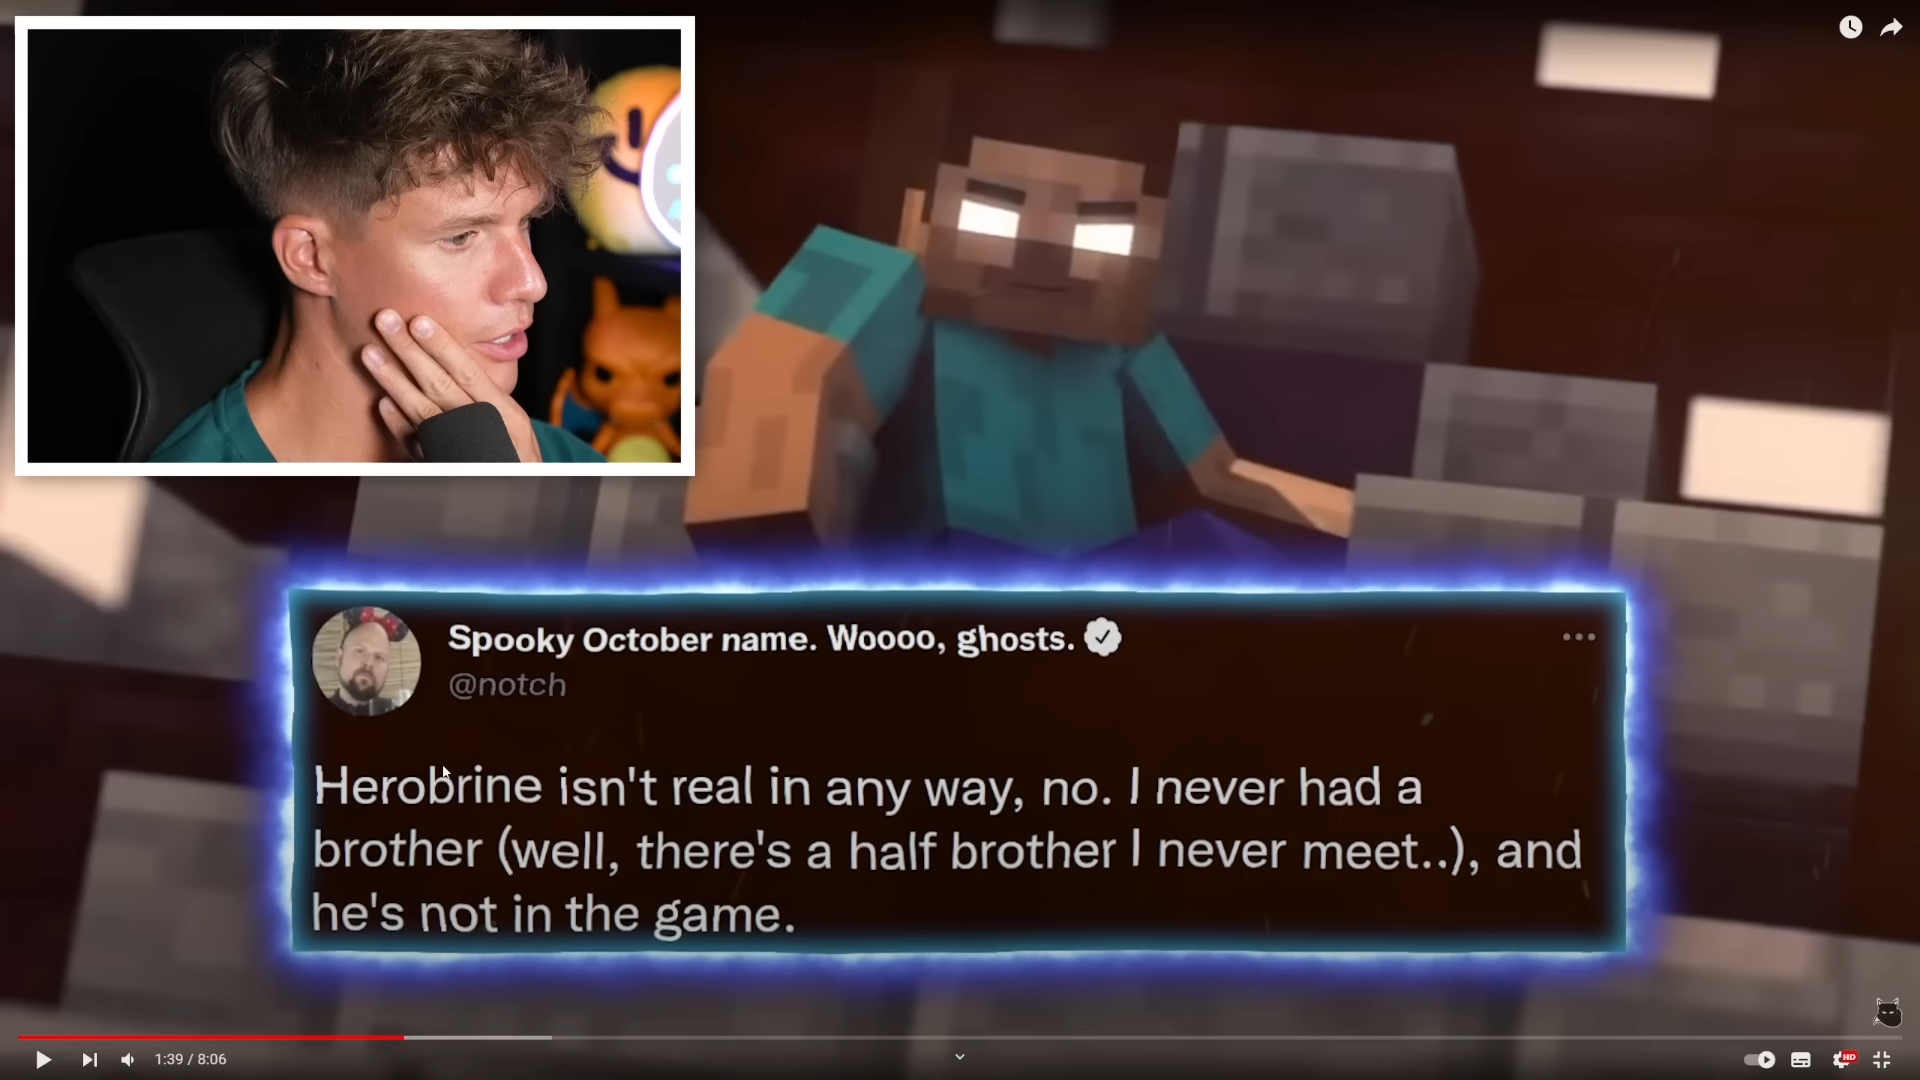 Spooky October name. Woooo, ghosts.
@notch
Herobrine isn't real in any way, no. I never had a
brother (well, there's a half brother I never meet..), and
he's not in the game.
1:39 / 8:06
HD